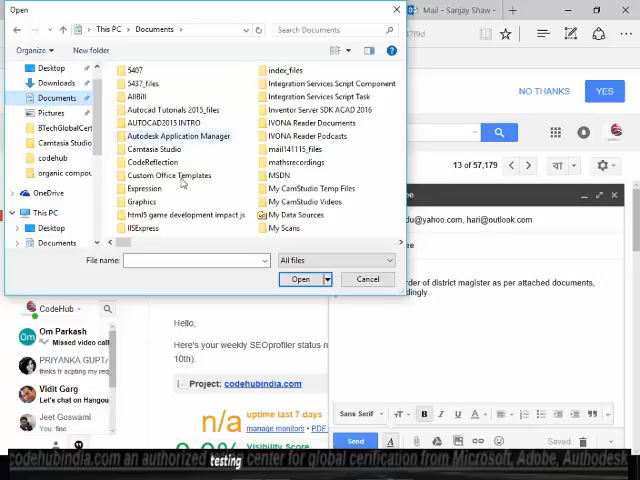 Open
Mail - Sanjay Shaw
This PC > Documents >
Search Documents
Organize
New folder
Desktop
Downloads
Documents
Pictures
BTechGlobalCert
Camtasia Studio
codehub
organic compou
OneDrive
This PC
Desktop
Documents
5407
5437_files
AllBill
Autocad Tutorials 2015_files
AUTOCAD2015 INTRO
Autodesk Application Manager
Camtasia Studio
CodeReflection
Custom Office Templates
Expression
Graphics
html5 game development impact js
IISExpress
index_files
Integration Services Script Component
Integration Services Script Task
Inventor Server SDK ACAD 2016
IVONA Reader Documents
IVONA Reader Podcasts
mail141115_files
mathsrecordings
MSDN
My CamStudio Temp Files
My CamStudio Videos
My Data Sources
My Scans
File name:
All files
Open
Cancel
NO THANKS
YES
13 of 57,179
ee
du@yahoo.com, hari@outlook.com
ee
rder of district magister as per attached documents,
dingly.
CodeHub
Om Parkash
Missed video call
PRIYANKA GUPTA
thnks fr acpting my req
Vidit Garg
Let's chat on Hangou
Jeet Goswami
You: fine
Hello,
Here's your weekly SEOprofiler status re
10th).
Project: codehubindia.com
n/a uptime last 7 days
manage monitors - PDF
Visibility Score
Sans Serif
Send
Saved
codehubindia.com an authorized testing center for global cerification from Microsoft, Adobe, Authodesk